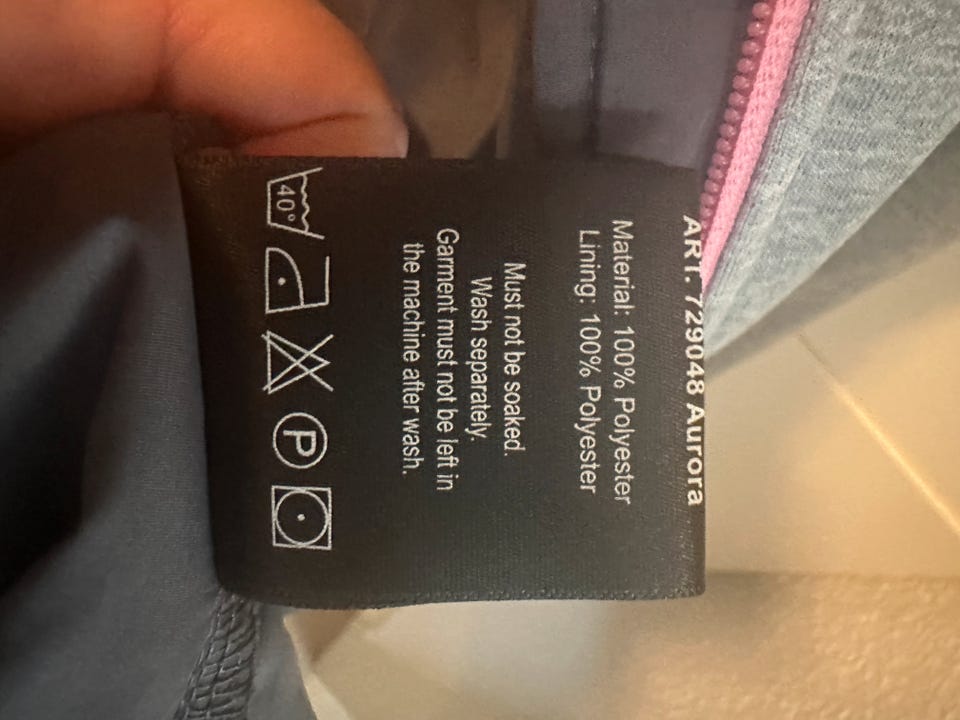 ART. 729048 Aurora
Material: 100% Polyester
Lining: 100% Polyester
Must not be soaked.
Wash separately.
Garment must not be left in
the machine after wash.
40°
P